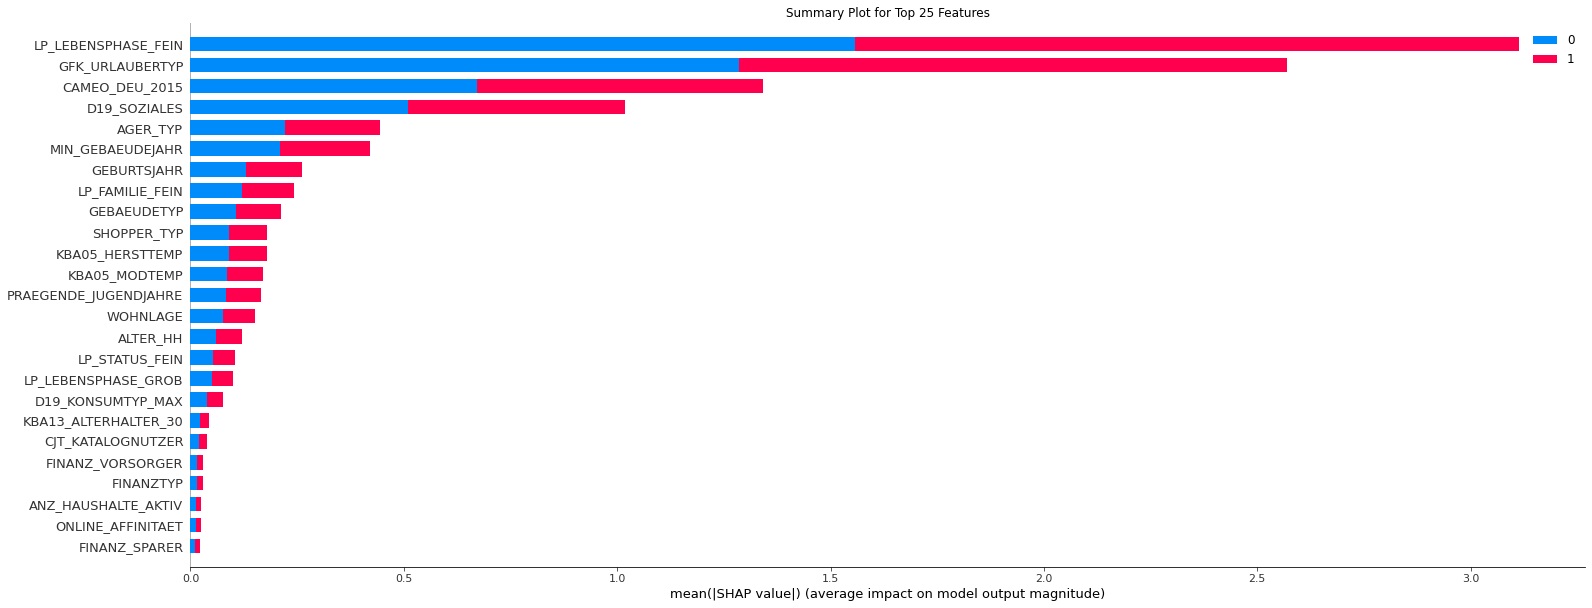 Summary Plot for Top 25 Features
LP_LEBENSPHASE_FEIN
GFK_URLAUBERTYP
CAMEO_DEU_2015
D19_SOZIALES
AGER_TYP
MIN_GEBAEUDEJAHR
GEBURTSJAHR
LP_FAMILIE_FEIN
GEBAEUDETYP
SHOPPER_TYP
KBA05_HERSTTEMP
KBA05_MODTEMP
PRAEGENDE_JUGENDJAHRE
WOHNLAGE
ALTER_HH
LP_STATUS_FEIN
LP_LEBENSPHASE_GROB
D19_KONSUMTYP_MAX
KBA13_ALTERHALTER_30
CJT_KATALOGNUTZER
FINANZ_VORSORGER
FINANZTYP
ANZ_HAUSHALTE_AKTIV
ONLINE_AFFINITAET
FINANZ_SPARER
0
1
0.0 0.5 1.0 1.5 2.0 2.5 3.0
mean(|SHAP value|) (average impact on model output magnitude)